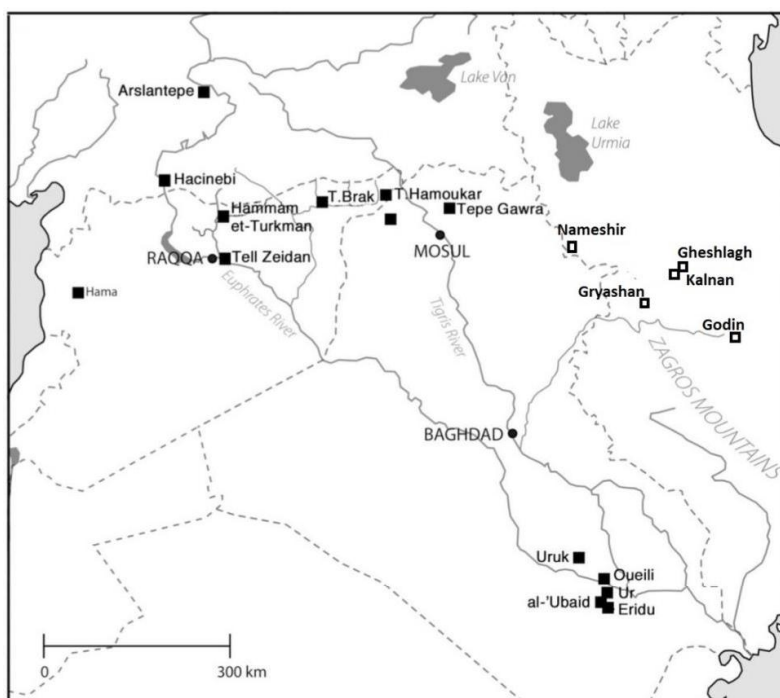 Lake Van
Arslantepe
Lake
Urmia
Hacinebi
T.Brak
T.Hamoukar
Hammam
et-Turkman
Tepe Gawra
Nameshir
MOSUL
Gheshlagh
RAQQA
Tell Zeidan
Kalnan
Hama
Gryashan
Euphrates River
Tigris River
Godin
ZAGROS MOUNTAINS
BAGHDAD
Uruk
Oueili
Ur
al-'Ubaid
Eridu
0
300 km